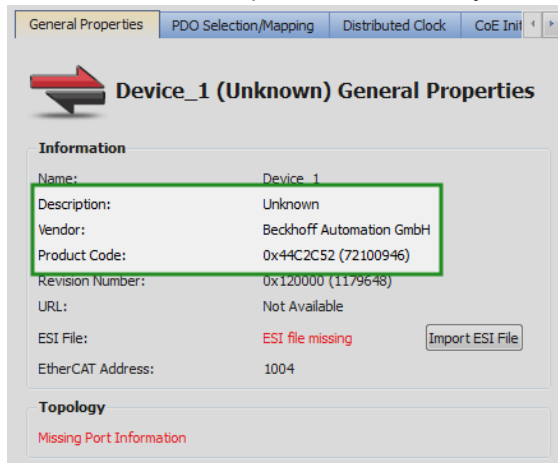 General Properties PDO Selection/Mapping Distributed Clock CoE Init
Device_1 (Unknown) General Properties
Information
Name: Device_1
Description: Unknown
Vendor: Beckhoff Automation GmbH
Product Code: 0x44C2C52 (72100946)
Revision Number: 0x120000 (1179648)
URL: Not Available
ESI File: ESI file missing Import ESI File
EtherCAT Address: 1004
Topology
Missing Port Information